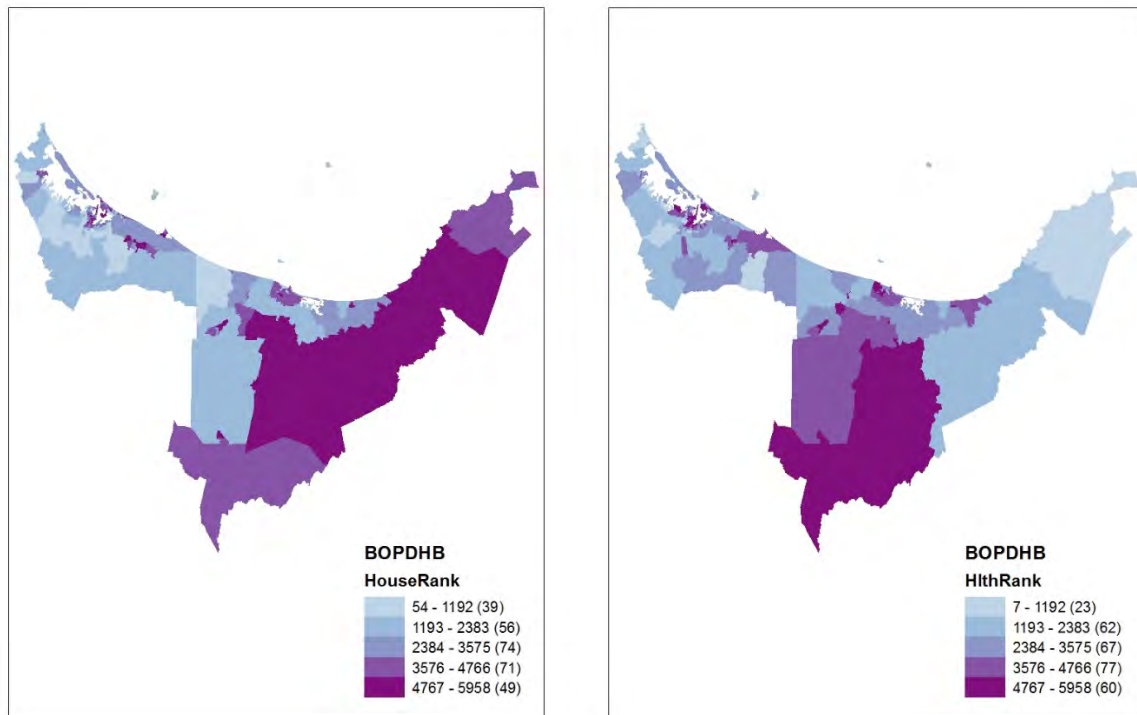 BOPDHB
HouseRank
54 - 1192 (39)
1193 - 2383 (56)
2384 - 3575 (74)
3576 - 4766 (71)
4767 - 5958 (49)
BOPDHB
HlthRank
7 - 1192 (23)
1193 - 2383 (62)
2384 - 3575 (67)
3576 - 4766 (77)
4767 - 5958 (60)